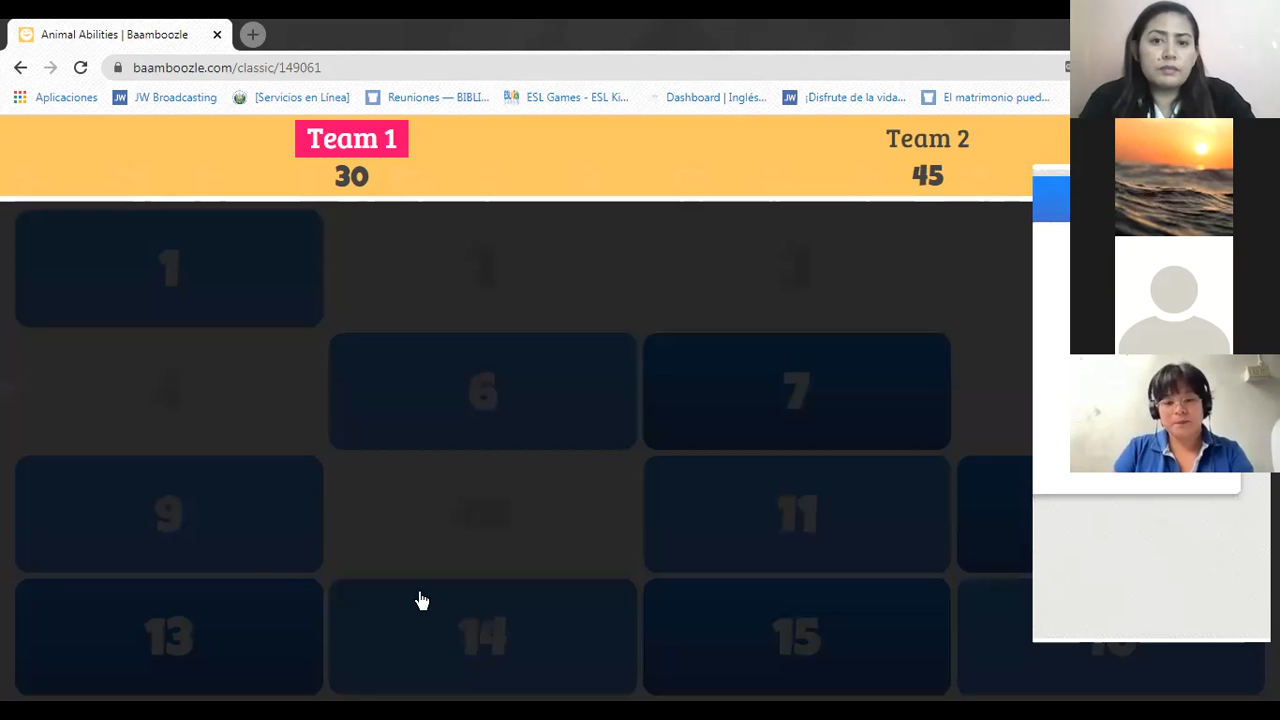 Animal Abilities | Baamboozle
baamboozle.com/classic/149061
Aplicaciones JW Broadcasting [Servicios en Línea] Reuniones — BIBLI... ESL Games - ESL Ki... Dashboard | Inglés... ¡Disfrute de la vida... El matrimonio pued...
Team 1 Team 2
30 45
1
6 7
9 11
13 14 15 16